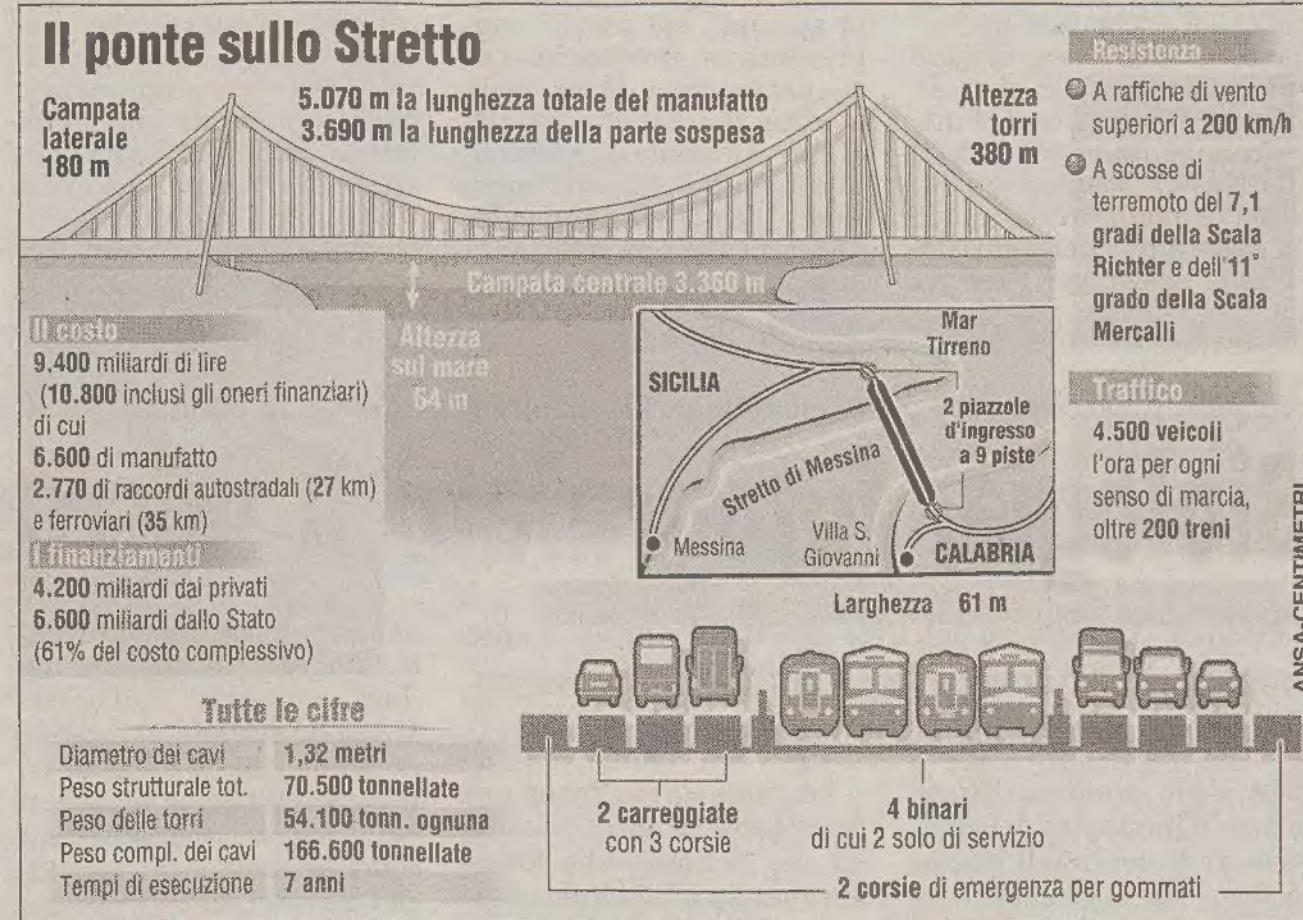 Il ponte sullo Stretto
Campata
laterale
180 m
5.070 m la lunghezza totale del manufatto
3.690 m la lunghezza della parte sospesa
Altezza
torri
380 m
Campata centrale 3.360 m
Altezza
sul mare
64 m
Resistenza
A raffiche di vento
superiori a 200 km/h
A scosse di
terremoto del 7,1
gradi della Scala
Richter e dell'11°
grado della Scala
Mercalli
Il costo
9.400 miliardi di lire
(10.800 inclusi gli oneri finanziari)
di cui
6.600 di manufatto
2.770 di raccordi autostradali (27 km)
e ferroviari (35 km)
I finanziamenti
4.200 miliardi dai privati
6.600 miliardi dallo Stato
(61% del costo complessivo)
SICILIA
Mar
Tirreno
2 piazzole
d'ingresso
a 9 piste
Stretto di Messina
Messina
Villa S.
Giovanni
CALABRIA
Traffico
4.500 veicoli
l'ora per ogni
senso di marcia,
oltre 200 treni
ANSA-CENTIMETRI
Larghezza 61 m
2 carreggiate
con 3 corsie
4 binari
di cui 2 solo di servizio
2 corsie di emergenza per gommati
Tutte le cifre
Diametro dei cavi 1,32 metri
Peso strutturale tot. 70.500 tonnellate
Peso delle torri 54.100 tonn. ognuna
Peso compl. dei cavi 166.600 tonnellate
Tempi di esecuzione 7 anni